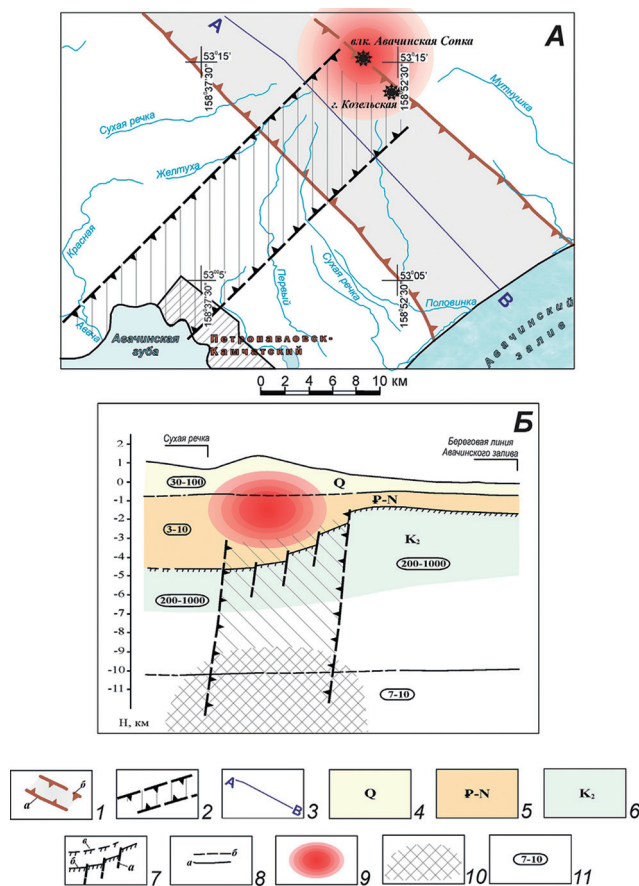 А
A
влк. Авачинская Сопка
53°15'
158°37'30"
53°15'
158°52'30"
г. Козельская
Мутнушка
Сухая речка
Желтуха
Красная
53°05'
158°37'30"
Первый
Сухая речка
53°05'
158°52'30"
Половинка
B
Авача
Авачинская
губа
Петропавловск-
Камчатский
Авачинский
залив
0 2 4 6 8 10 км
Б
Сухая речка
Береговая линия
Авачинского залива
2
1
0
-1
-2
-3
-4
-5
-6
-7
-8
-9
-10
-11
Н, км
30-100
Q
3-10
P-N
K₂
200-1000
200-1000
7-10
а б 1
2
A B 3
Q 4
P-N 5
K₂ 6
в б а 7
а б 8
9
10
7-10 11